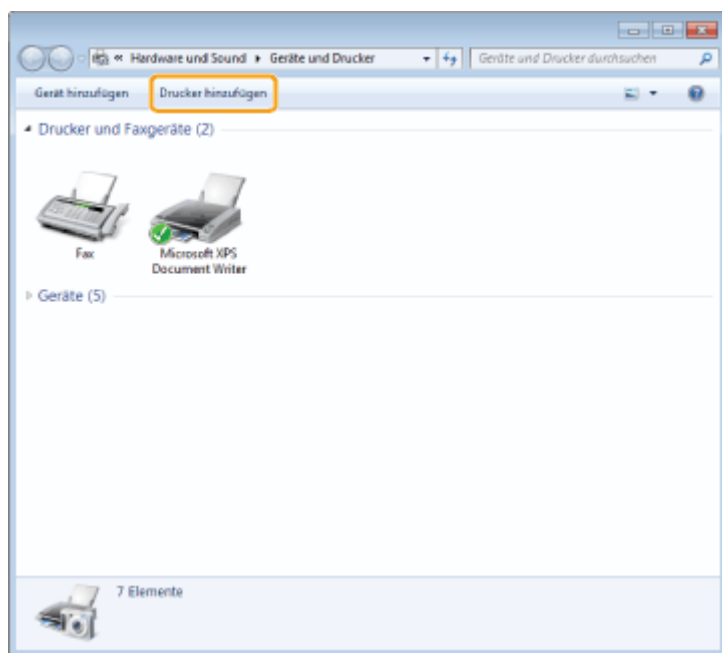 « Hardware und Sound ▸ Geräte und Drucker
Geräte und Drucker durchsuchen
Gerät hinzufügen
Drucker hinzufügen
Drucker und Faxgeräte (2)
Fax
Microsoft XPS
Document Writer
Geräte (5)
7 Elemente